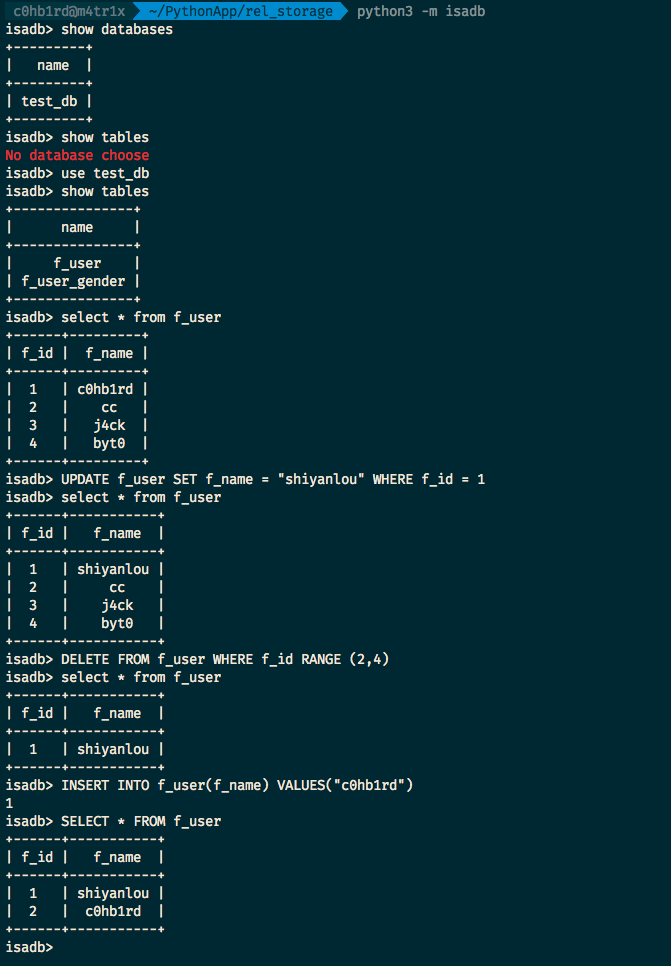 c0hb1rd@m4tr1x ~/PythonApp/rel_storage python3 -m isadb
isadb> show databases
+---------+
|   name  |
+---------+
| test_db |
+---------+
isadb> show tables
No database choose
isadb> use test_db
isadb> show tables
+---------------+
|      name     |
+---------------+
|     f_user    |
| f_user_gender |
+---------------+
isadb> select * from f_user
+------+---------+
| f_id |  f_name |
+------+---------+
|  1   | c0hb1rd |
|  2   |    cc   |
|  3   |   j4ck  |
|  4   |   byt0  |
+------+---------+
isadb> UPDATE f_user SET f_name = "shiyanlou" WHERE f_id = 1
isadb> select * from f_user
+------+-----------+
| f_id |   f_name  |
+------+-----------+
|  1   | shiyanlou |
|  2   |     cc    |
|  3   |    j4ck   |
|  4   |    byt0   |
+------+-----------+
isadb> DELETE FROM f_user WHERE f_id RANGE (2,4)
isadb> select * from f_user
+------+-----------+
| f_id |   f_name  |
+------+-----------+
|  1   | shiyanlou |
+------+-----------+
isadb> INSERT INTO f_user(f_name) VALUES("c0hb1rd")
1
isadb> SELECT * FROM f_user
+------+-----------+
| f_id |   f_name  |
+------+-----------+
|  1   | shiyanlou |
|  2   |  c0hb1rd  |
+------+-----------+
isadb>